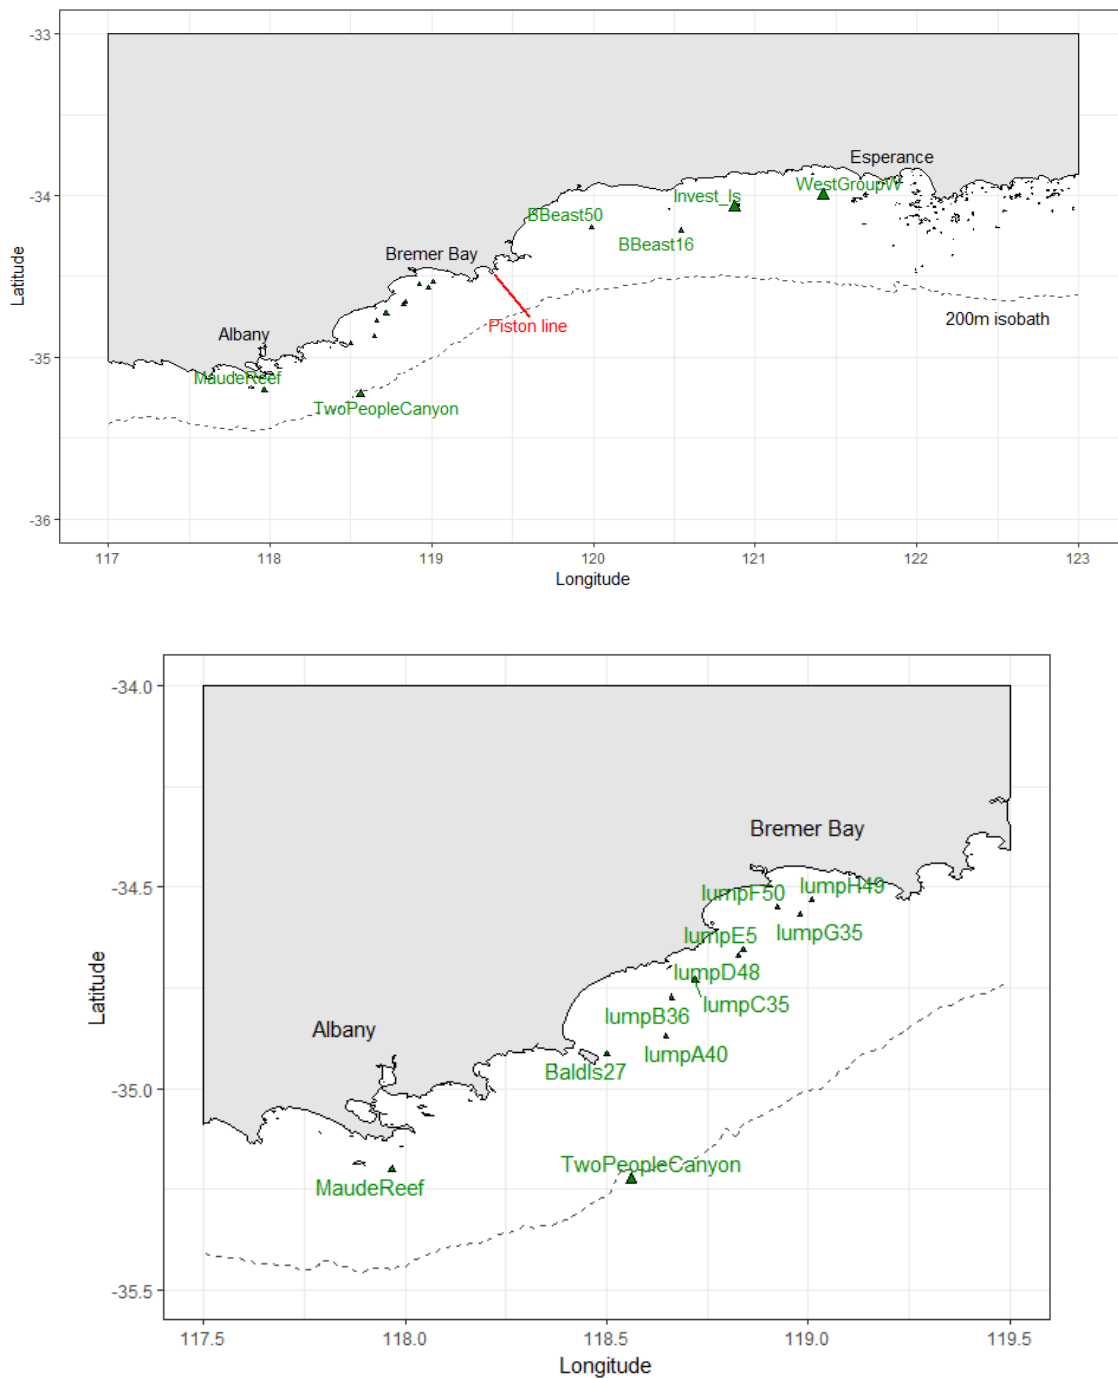 -33
Esperance
-34
WestGroupW
Invest_Is
BBeast50
BBeast16
Bremer Bay
Latitude
Piston line
200m isobath
Albany
-35
MaudeReef
TwoPeopleCanyon
-36
117 118 119 120 121 122 123
Longitude
-34.0
Bremer Bay
-34.5
lumpF50 lumpH49
lumpE5 lumpG35
Latitude
lumpD48
lumpC35
lumpB36
Albany
lumpA40
BaldIs27
-35.0
TwoPeopleCanyon
MaudeReef
-35.5
117.5 118.0 118.5 119.0 119.5
Longitude